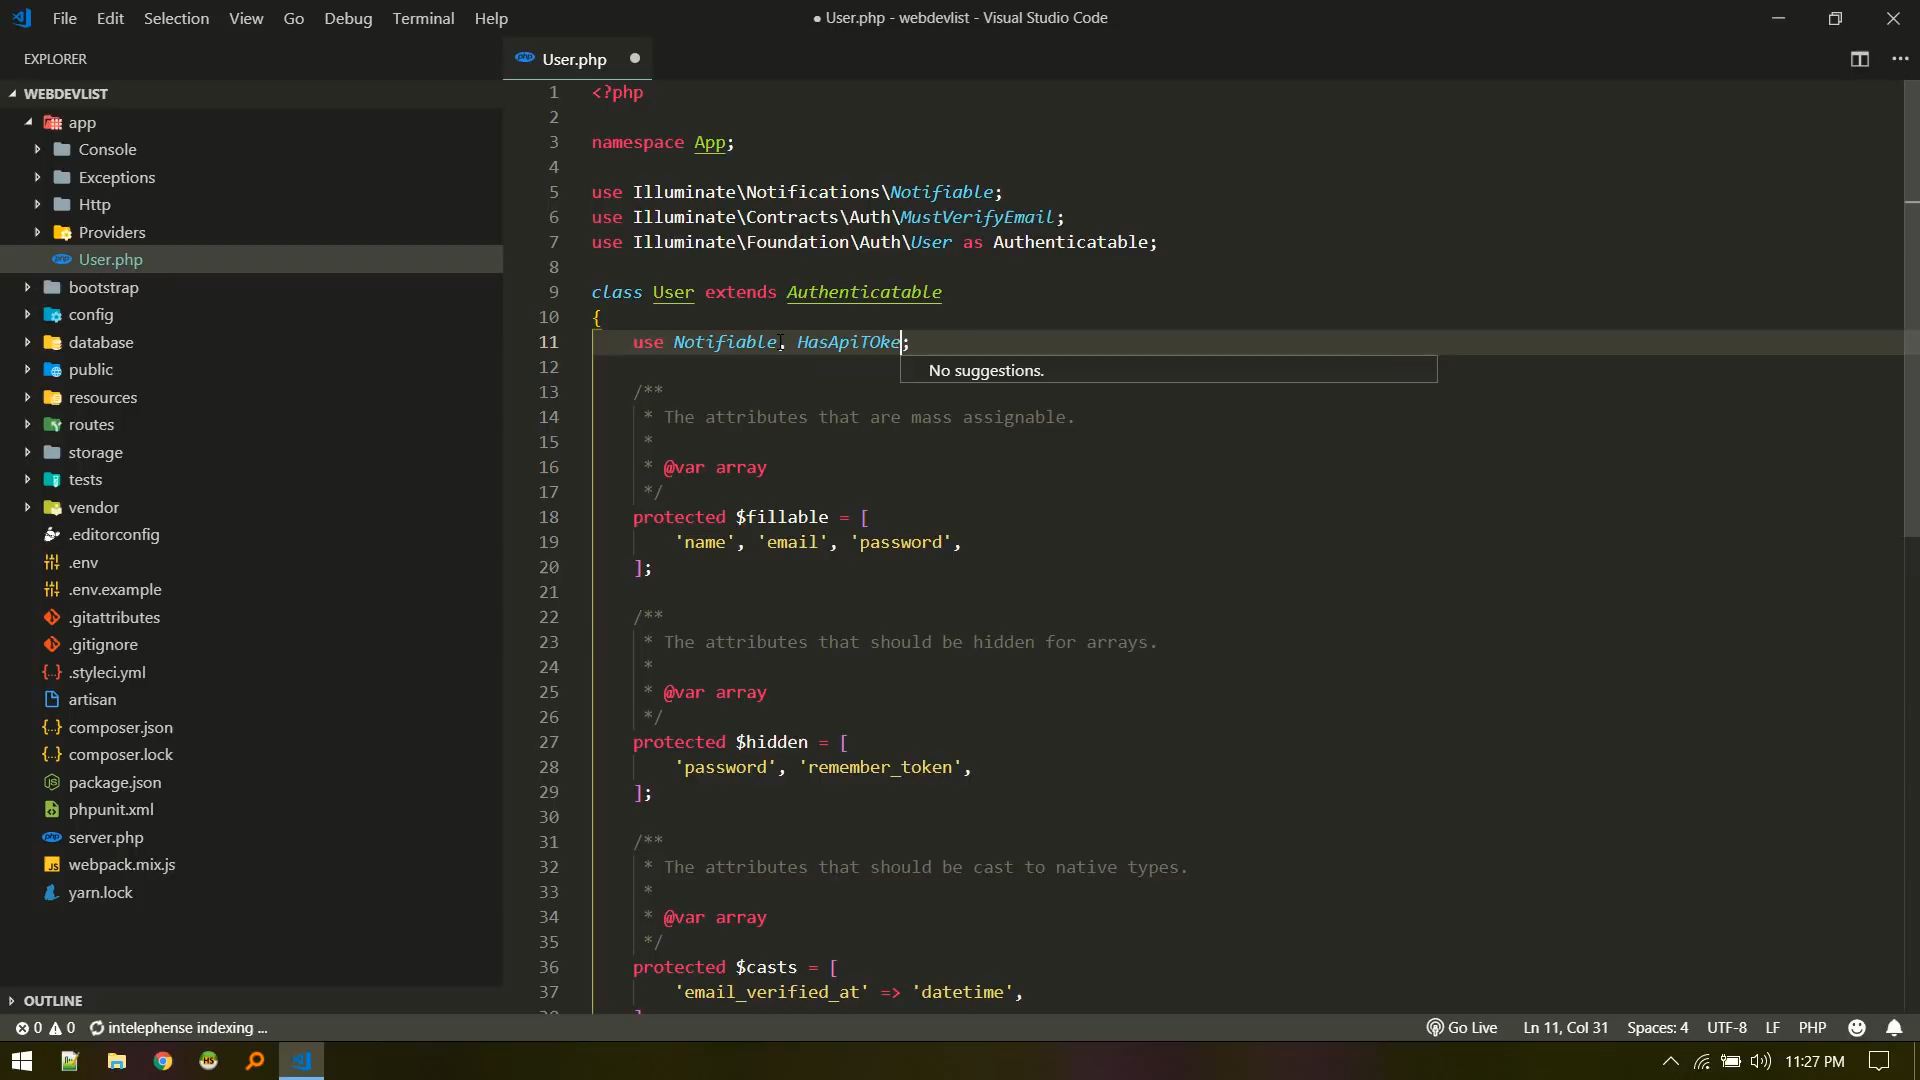 File Edit Selection View Go Debug Terminal Help
● User.php - webdevlist - Visual Studio Code
EXPLORER
User.php
WEBDEVLIST
app
Console
Exceptions
Http
Providers
User.php
bootstrap
config
database
public
resources
routes
storage
tests
vendor
.editorconfig
.env
.env.example
.gitattributes
.gitignore
.styleci.yml
artisan
composer.json
composer.lock
package.json
phpunit.xml
server.php
webpack.mix.js
yarn.lock
OUTLINE
1 <?php
2
3 namespace App;
4
5 use Illuminate\Notifications\Notifiable;
6 use Illuminate\Contracts\Auth\MustVerifyEmail;
7 use Illuminate\Foundation\Auth\User as Authenticatable;
8
9 class User extends Authenticatable
10 {
11 use Notifiable, HasApiTOke;
No suggestions.
12
13 /**
14 * The attributes that are mass assignable.
15 *
16 * @var array
17 */
18 protected $fillable = [
19 'name', 'email', 'password',
20 ];
21
22 /**
23 * The attributes that should be hidden for arrays.
24 *
25 * @var array
26 */
27 protected $hidden = [
28 'password', 'remember_token',
29 ];
30
31 /**
32 * The attributes that should be cast to native types.
33 *
34 * @var array
35 */
36 protected $casts = [
37 'email_verified_at' => 'datetime',
0 0 intelephense indexing ...
Go Live Ln 11, Col 31 Spaces: 4 UTF-8 LF PHP
11:27 PM